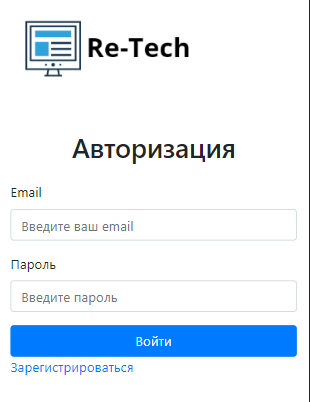 Re-Tech
Авторизация
Email
Введите ваш email
Пароль
Введите пароль
Войти
Зарегистрироваться